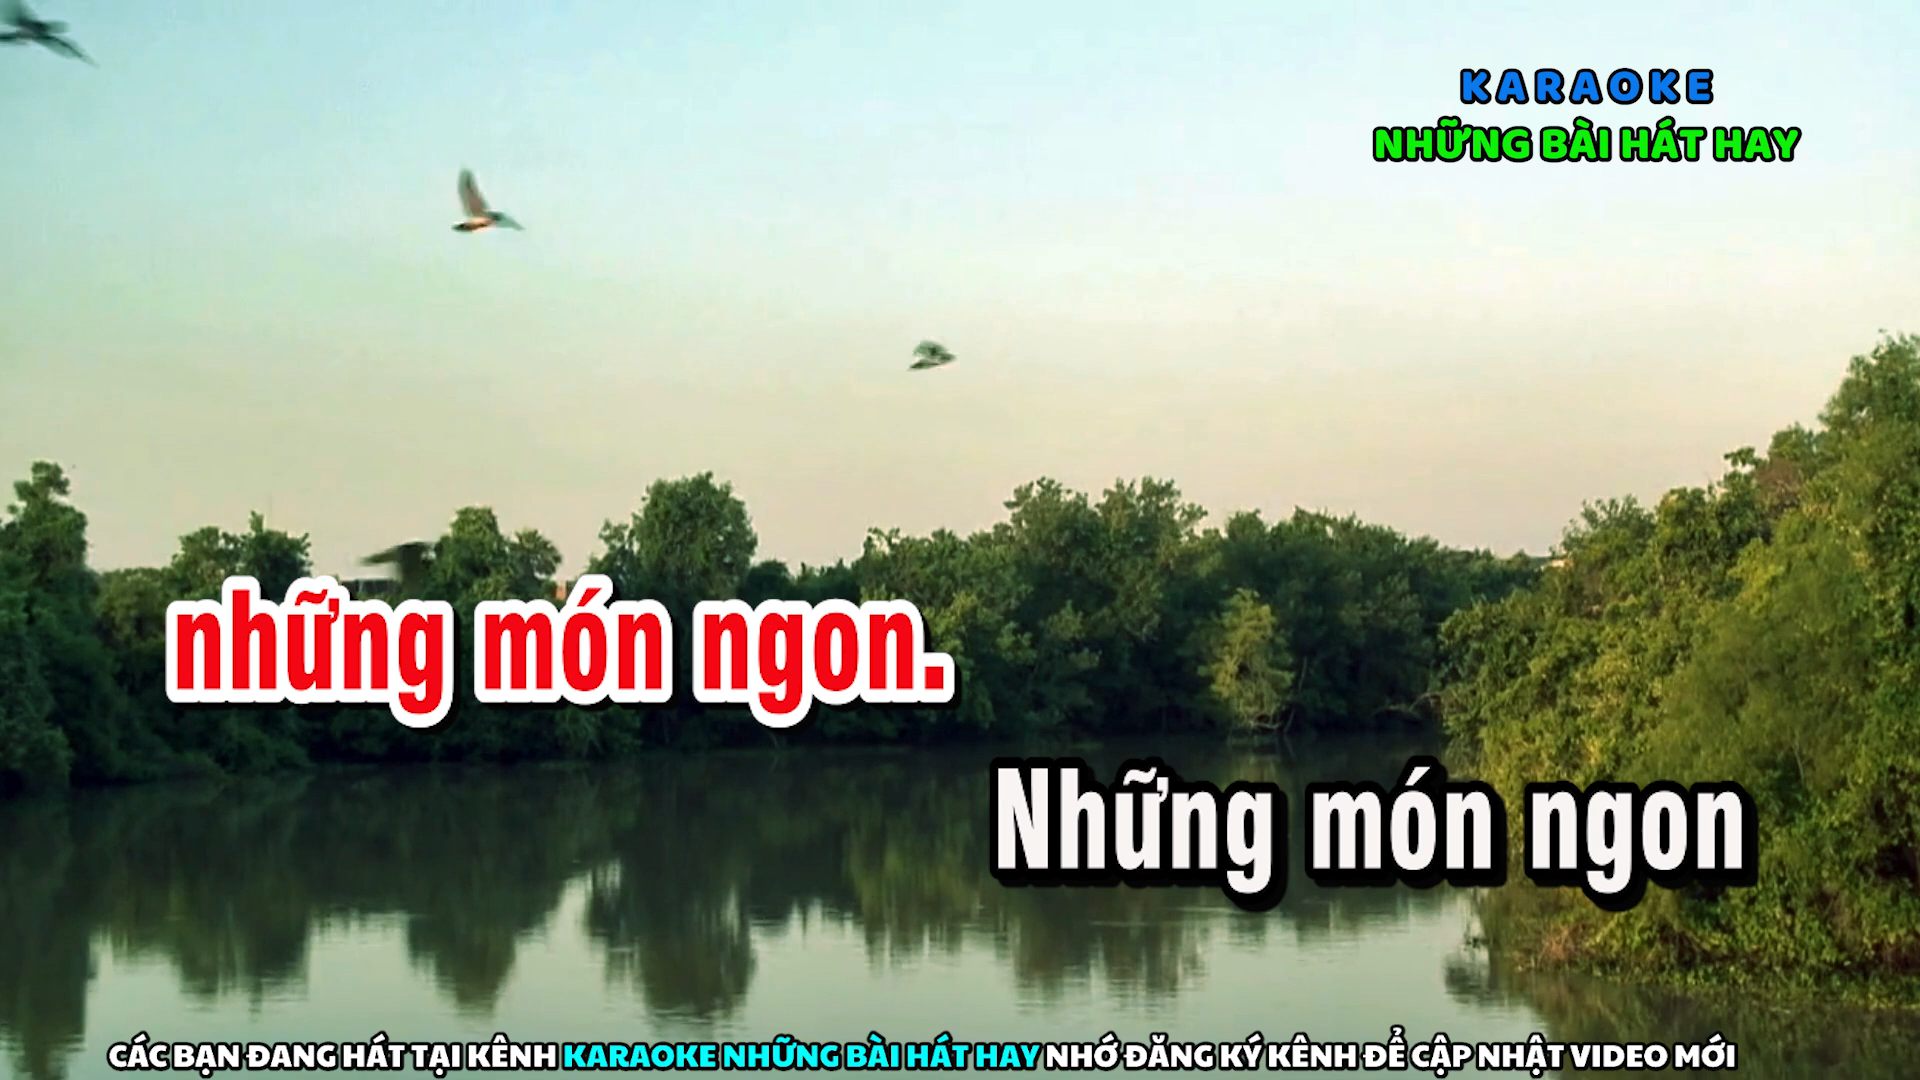 KARAOKE
NHỮNG BÀI HÁT HAY
những món ngon.
Những món ngon
CÁC BẠN ĐANG HÁT TẠI KÊNH KARAOKE NHỮNG BÀI HÁT HAY NHỚ ĐĂNG KÝ KÊNH ĐỂ CẬP NHẬT VIDEO MỚI